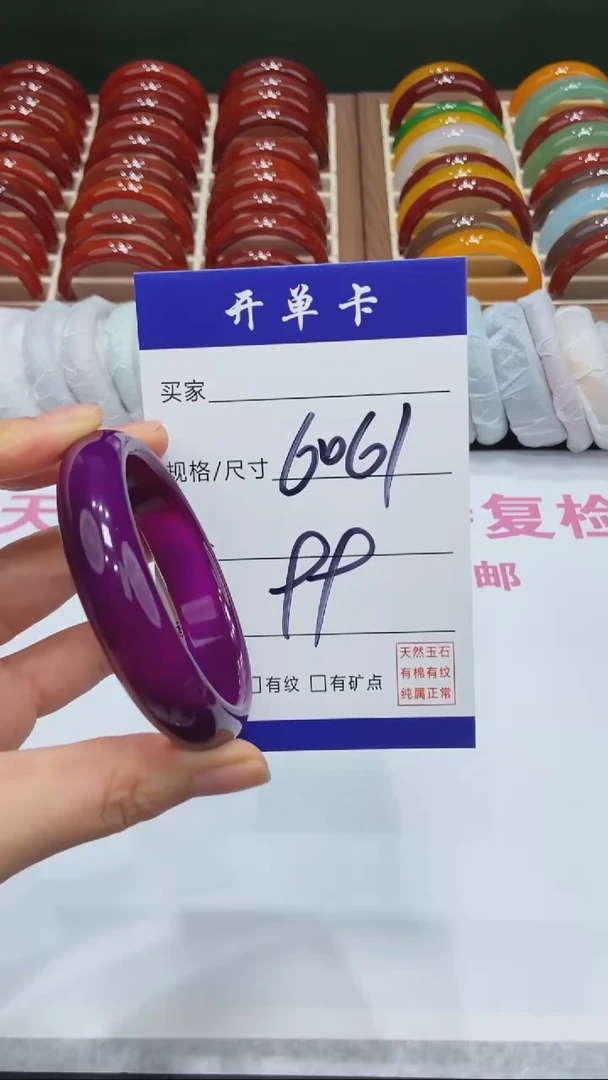 开单卡
买家
规格/尺寸 6061
PP
有纹 有矿点
天然玉石
有棉有纹
纯属正常
天
复检
邮